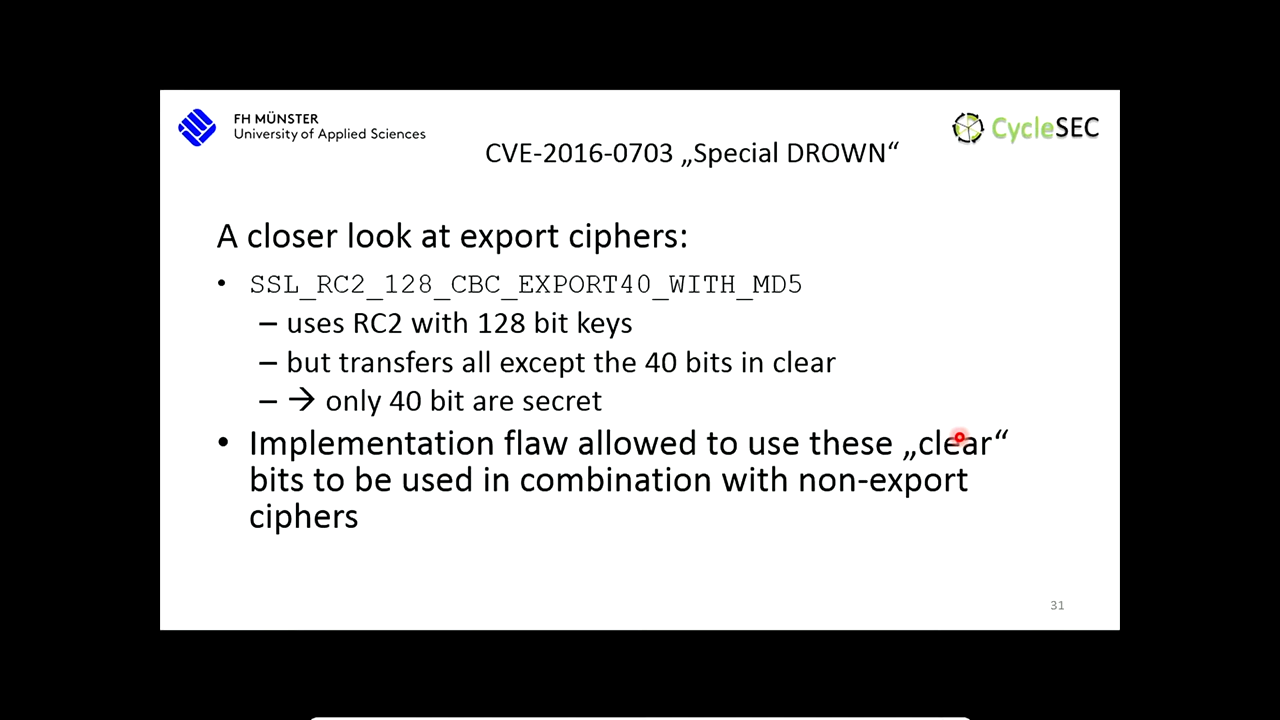 FH MÜNSTER
University of Applied Sciences
CycleSEC
CVE-2016-0703 „Special DROWN“
A closer look at export ciphers:
• SSL_RC2_128_CBC_EXPORT40_WITH_MD5
– uses RC2 with 128 bit keys
– but transfers all except the 40 bits in clear
– → only 40 bit are secret
• Implementation flaw allowed to use these „clear“
bits to be used in combination with non-export
ciphers
31